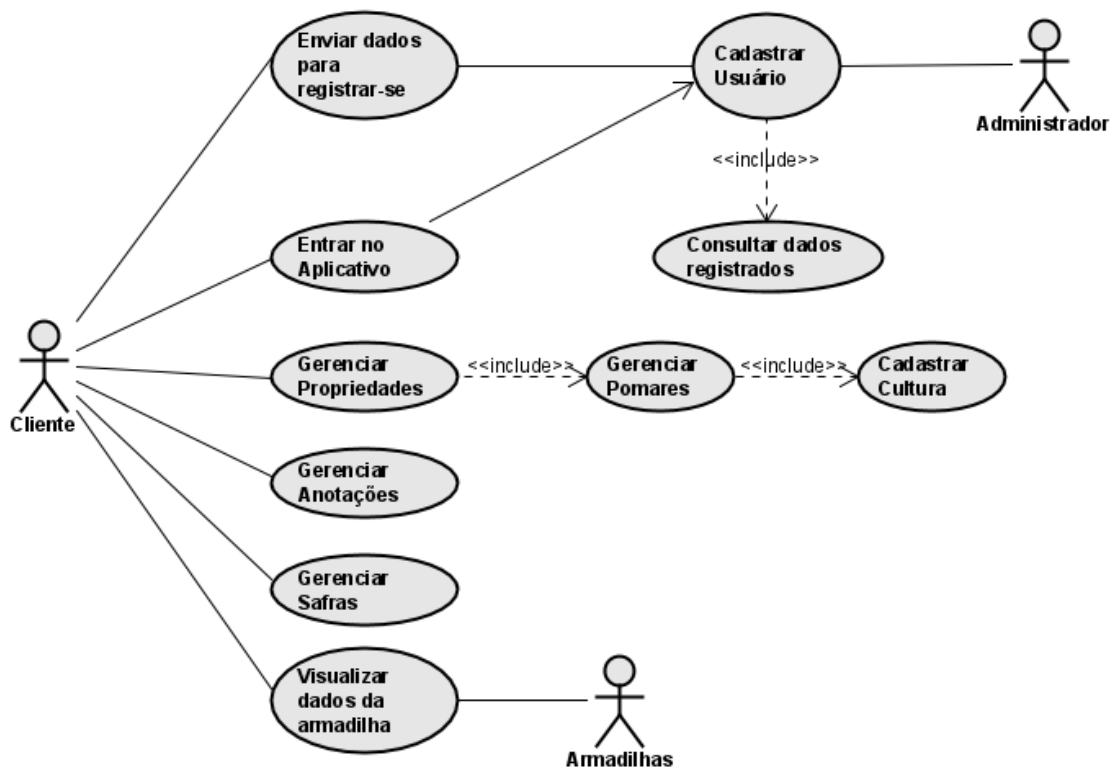 Enviar dados
para
registrar-se
Cadastrar
Usuário
Administrador
<<include>>
Entrar no
Aplicativo
Consultar dados
registrados
Cliente
Gerenciar
Propriedades
<<include>>
Gerenciar
Pomares
<<include>>
Cadastrar
Cultura
Gerenciar
Anotações
Gerenciar
Safras
Visualizar
dados da
armadilha
Armadilhas